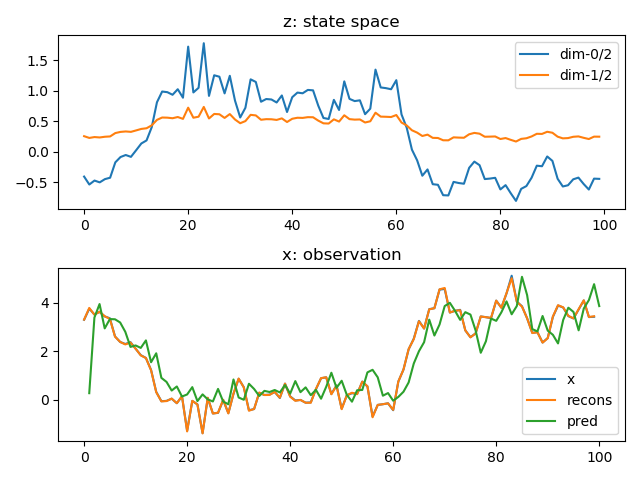 z: state space
1.5
1.0
0.5
0.0
−0.5
dim-0/2
dim-1/2
0 20 40 60 80 100
x: observation
4
2
0
x
recons
pred
0 20 40 60 80 100